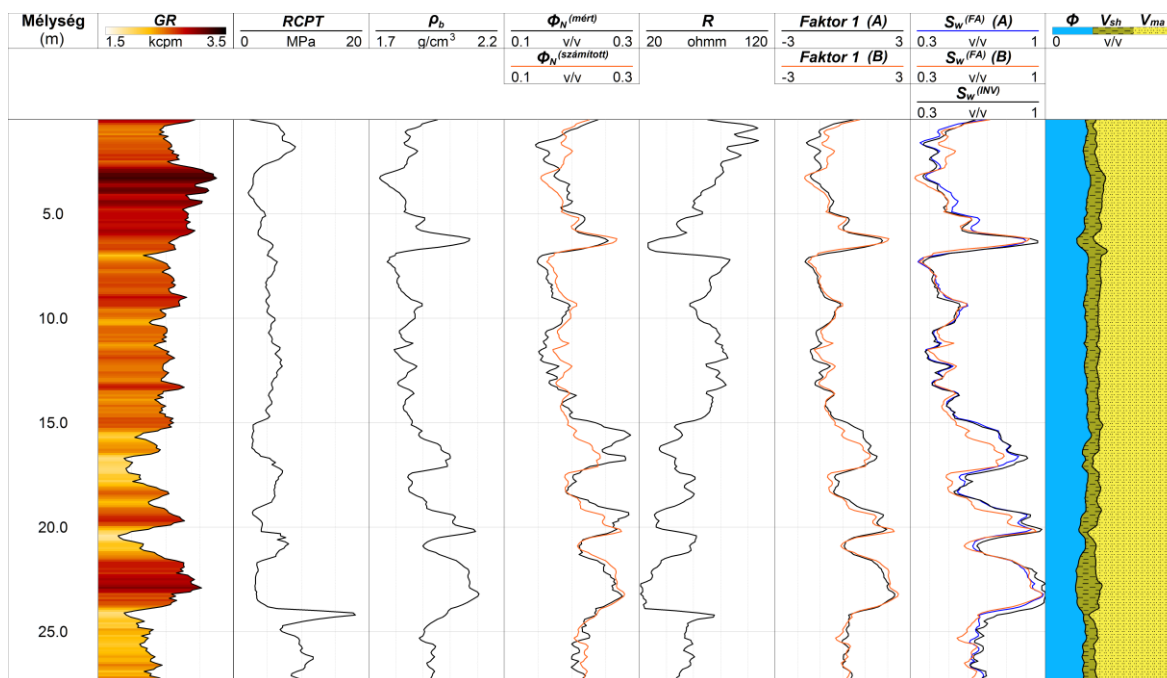 Mélység GR RCPT ρb ΦN(mért) R Faktor 1 (A) Sw(FA) (A) Φ Vsh Vma
(m) 1.5 kcpm 3.5 0 MPa 20 1.7 g/cm³ 2.2 0.1 v/v 0.3 20 ohmm 120 -3 3 0.3 v/v 1 0 v/v
ΦN(számított) Faktor 1 (B) Sw(FA) (B)
0.1 v/v 0.3 -3 3 0.3 v/v 1
Sw(INV)
0.3 v/v 1
5.0
10.0
15.0
20.0
25.0